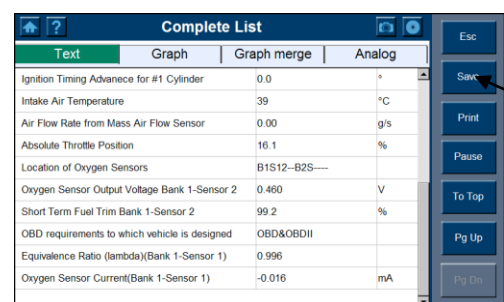 ? Complete List
Esc
Text Graph Graph merge Analog
Ignition Timing Advanece for #1 Cylinder 0.0 °
Save
Intake Air Temperature 39 °C
Air Flow Rate from Mass Air Flow Sensor 0.00 g/s
Print
Absolute Throttle Position 16.1 %
Pause
Location of Oxygen Sensors B1S12--B2S----
Oxygen Sensor Output Voltage Bank 1-Sensor 2 0.460 V
To Top
Short Term Fuel Trim Bank 1-Sensor 2 99.2 %
OBD requirements to which vehicle is designed OBD&OBDII
Pg Up
Equivalence Ratio (lambda)(Bank 1-Sensor 1) 0.996
Oxygen Sensor Current(Bank 1-Sensor 1) -0.016 mA
Pg Dn